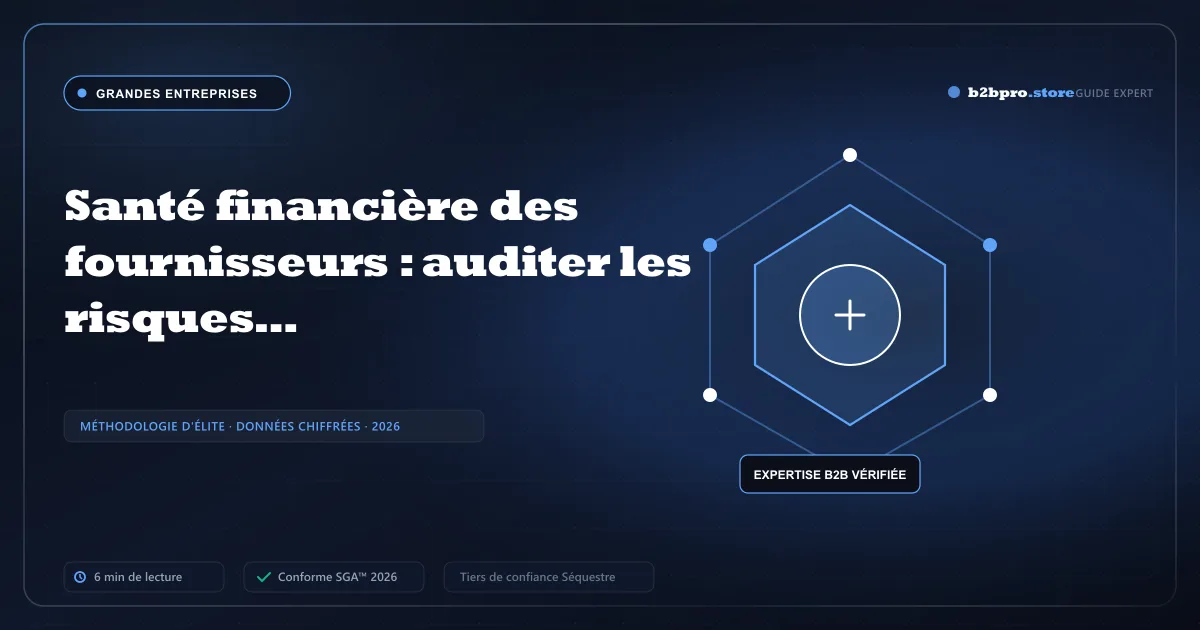 GRANDES ENTREPRISES
b2bpro.store GUIDE EXPERT
Santé financière des
fournisseurs : auditer les
risques...
MÉTHODOLOGIE D'ÉLITE · DONNÉES CHIFFRÉES · 2026
EXPERTISE B2B VÉRIFIÉE
6 min de lecture
Conforme SGA™ 2026
Tiers de confiance Séquestre